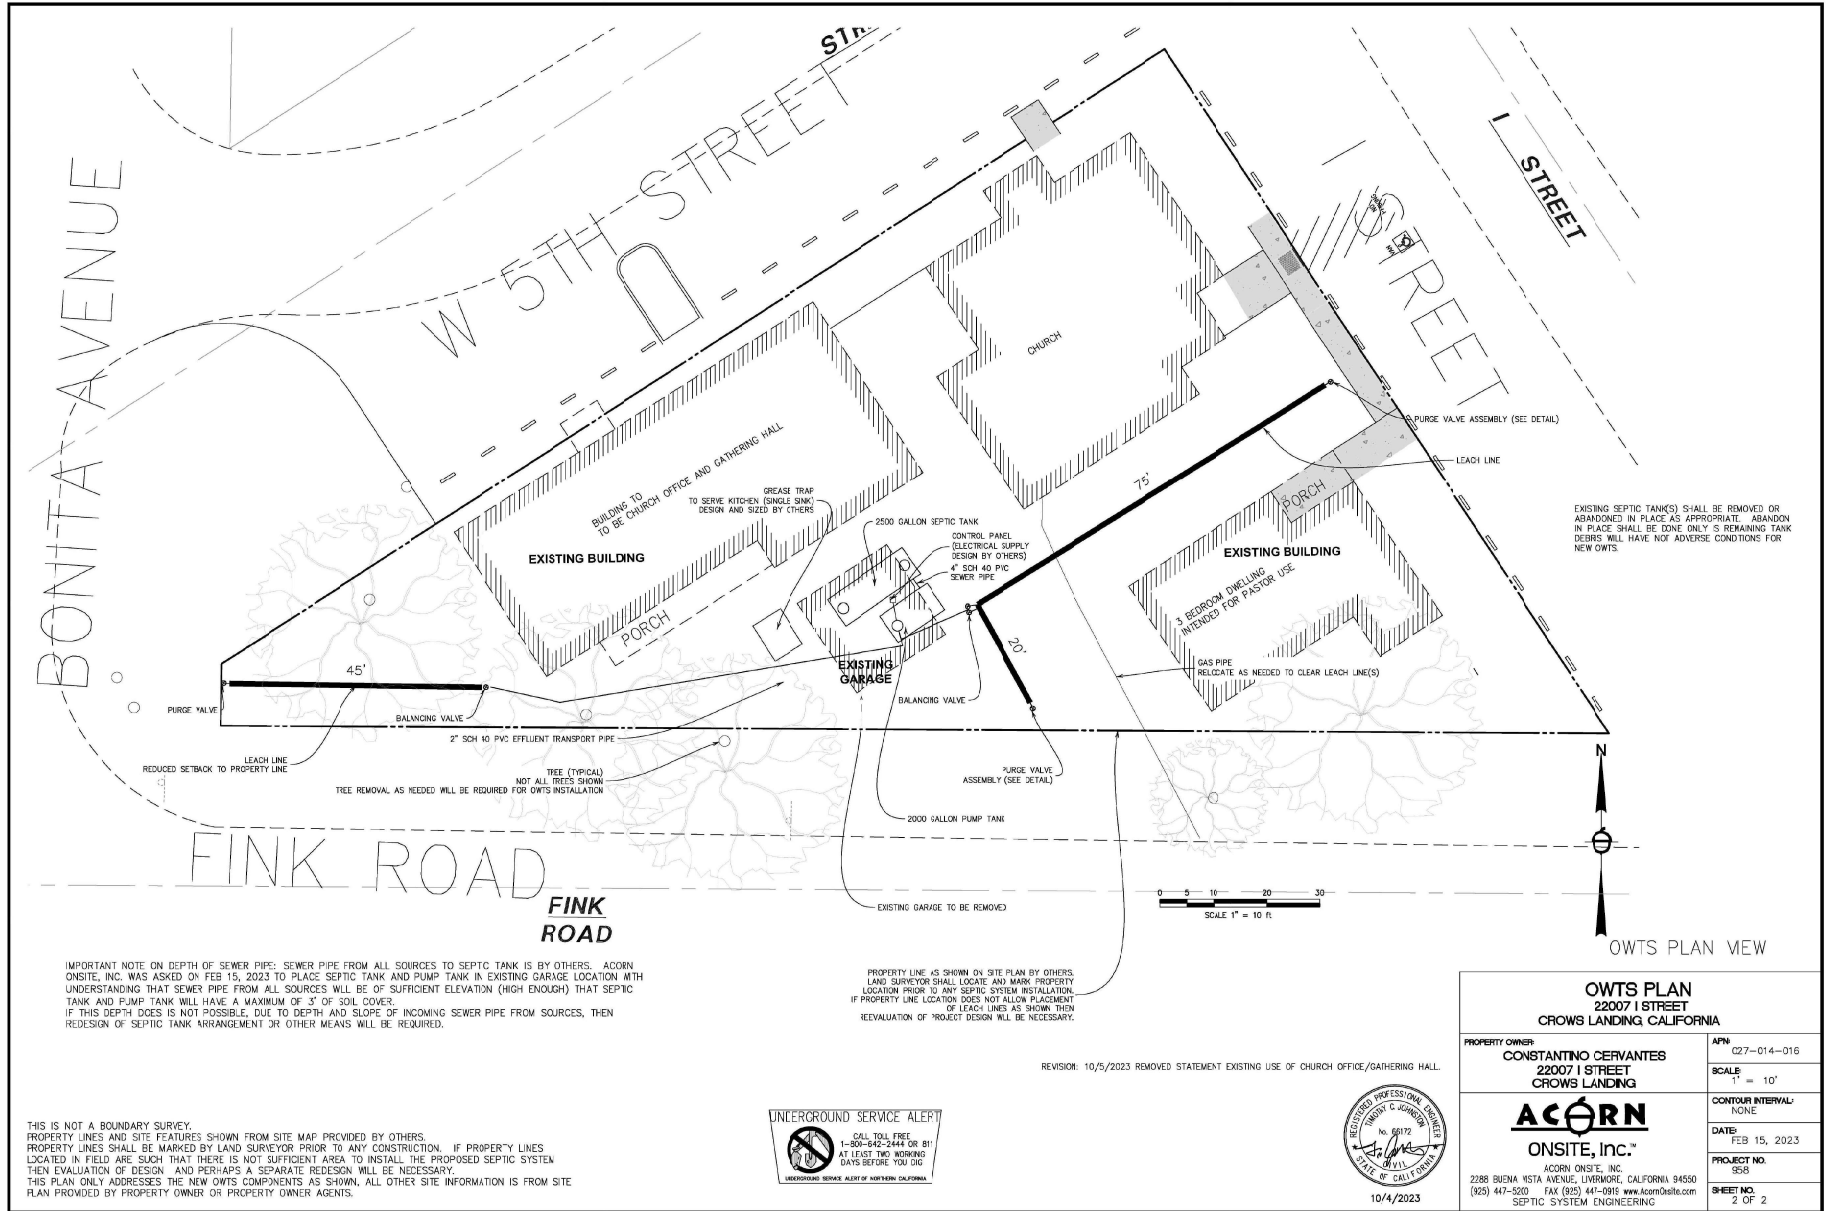 STR
W 5TH STREET
BONITA AVENUE
I
STREET
I STREET
NO
PARKING
CHURCH
PURGE VALVE ASSEMBLY (SEE DETAIL)
LEACH LINE
75'
PORCH
EXISTING BUILDING
3 BEDROOM DWELLING
INTENDED FOR PASTOR USE
EXISTING SEPTIC TANK(S) SHALL BE REMOVED OR
ABANDONED IN PLACE AS APPROPRIATE. ABANDON
IN PLACE SHALL BE DONE ONLY IS REMAINING TANK
DEBRIS WILL HAVE NOT ADVERSE CONDTIONS FOR
NEW OWTS.
BUILDING TO
TO BE CHURCH OFFICE AND GATHERING HALL
EXISTING BUILDING
PORCH
GREASE TRAP
TO SERVE KITCHEN (SINGLE SINK)
DESIGN AND SIZED BY OTHERS
2500 GALLON SEPTIC TANK
CONTROL PANEL
(ELECTRICAL SUPPLY
DESIGN BY OTHERS)
4" SCH 40 PVC
SEWER PIPE
20'
EXISTING
GARAGE
BALANCING VALVE
GAS PIPE
RELOCATE AS NEEDED TO CLEAR LEACH LINE(S)
45'
PURGE VALVE
BALANCING VALVE
2" SCH 40 PVC EFFLUENT TRANSPORT PIPE
LEACH LINE
REDUCED SETBACK TO PROPERTY LINE
TREE (TYPICAL)
NOT ALL TREES SHOWN
TREE REMOVAL AS NEEDED WILL BE REQUIRED FOR OWTS INSTALLATION
PURGE VALVE
ASSEMBLY (SEE DETAIL)
2000 GALLON PUMP TANK
FINK ROAD
FINK
ROAD
EXISTING GARAGE TO BE REMOVED
0 5 10 20 30
SCALE 1" = 10 ft
N
OWTS PLAN VIEW
IMPORTANT NOTE ON DEPTH OF SEWER PIPE: SEWER PIPE FROM ALL SOURCES TO SEPTC TANK IS BY OTHERS. ACORN
ONSITE, INC. WAS ASKED ON FEB 15, 2023 TO PLACE SEPTIC TANK AND PUMP TANK IN EXISTING GARAGE LOCATION WITH
UNDERSTANDING THAT SEWER PIPE FROM ALL SOURCES WILL BE OF SUFFICIENT ELEVATION (HIGH ENOUGH) THAT SEPTIC
TANK AND PUMP TANK WILL HAVE A MAXIMUM OF 3' OF SOIL COVER.
IF THIS DEPTH DOES IS NOT POSSIBLE, DUE TO DEPTH AND SLOPE OF INCOMING SEWER PIPE FROM SOURCES, THEN
REDESIGN OF SEPTIC TANK ARRANGEMENT OR OTHER MEANS WILL BE REQUIRED.
PROPERTY LINE AS SHOWN ON SITE PLAN BY OTHERS.
LAND SURVEYOR SHALL LOCATE AND MARK PROPERTY
LOCATION PRIOR TO ANY SEPTIC SYSTEM INSTALLATION.
IF PROPERTY LINE LOCATION DOES NOT ALLOW PLACEMENT
OF LEACH LINES AS SHOWN THEN
REEVALUATION OF PROJECT DESIGN WILL BE NECESSARY.
REVISION: 10/5/2023 REMOVED STATEMENT EXISTING USE OF CHURCH OFFICE/GATHERING HALL.
THIS IS NOT A BOUNDARY SURVEY.
PROPERTY LINES AND SITE FEATURES SHOWN FROM SITE MAP PROVIDED BY OTHERS.
PROPERTY LINES SHALL BE MARKED BY LAND SURVEYOR PRIOR TO ANY CONSTRUCTION. IF PROPERTY LINES
LOCATED IN FIELD ARE SUCH THAT THERE IS NOT SUFFICIENT AREA TO INSTALL THE PROPOSED SEPTIC SYSTEM
THEN EVALUATION OF DESIGN AND PERHAPS A SEPARATE REDESIGN WILL BE NECESSARY.
THIS PLAN ONLY ADDRESSES THE NEW OWTS COMPONENTS AS SHOWN, ALL OTHER SITE INFORMATION IS FROM SITE
PLAN PROVIDED BY PROPERTY OWNER OR PROPERTY OWNER AGENTS.
UNDERGROUND SERVICE ALERT
CALL TOLL FREE
1-800-642-2444 OR 811
AT LEAST TWO WORKING
DAYS BEFORE YOU DIG
UNDERGROUND SERVICE ALERT OF NORTHERN CALIFORNIA
REGISTERED PROFESSIONAL ENGINEER
TIMOTHY C. JOHNSTON
No. 66172
CIVIL
STATE OF CALIFORNIA
10/4/2023
OWTS PLAN
22007 I STREET
CROWS LANDING, CALIFORNIA
PROPERTY OWNER:
CONSTANTINO CERVANTES
22007 I STREET
CROWS LANDING
APN:
027-014-016
SCALE:
1" = 10'
CONTOUR INTERVAL:
NONE
DATE:
FEB 15, 2023
PROJECT NO.
958
SHEET NO.
2 OF 2
ACORN
ONSITE, Inc.™
ACORN ONSITE, INC.
2288 BUENA VISTA AVENUE, LIVERMORE, CALIFORNIA 94550
(925) 447-5200 FAX (925) 447-0919 www.AcornOnsite.com
SEPTIC SYSTEM ENGINEERING